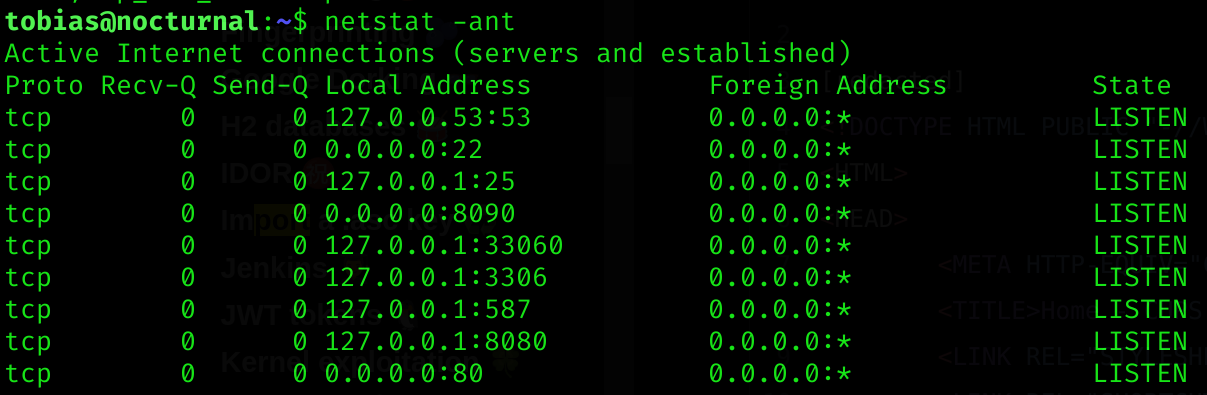 tobias@nocturnal:~$ netstat -ant
Active Internet connections (servers and established)
Proto Recv-Q Send-Q Local Address Foreign Address State
tcp 0 0 127.0.0.53:53 0.0.0.0:* LISTEN
tcp 0 0 0.0.0.0:22 0.0.0.0:* LISTEN
tcp 0 0 127.0.0.1:25 0.0.0.0:* LISTEN
tcp 0 0 0.0.0.0:8090 0.0.0.0:* LISTEN
tcp 0 0 127.0.0.1:33060 0.0.0.0:* LISTEN
tcp 0 0 127.0.0.1:3306 0.0.0.0:* LISTEN
tcp 0 0 127.0.0.1:587 0.0.0.0:* LISTEN
tcp 0 0 127.0.0.1:8080 0.0.0.0:* LISTEN
tcp 0 0 0.0.0.0:80 0.0.0.0:* LISTEN